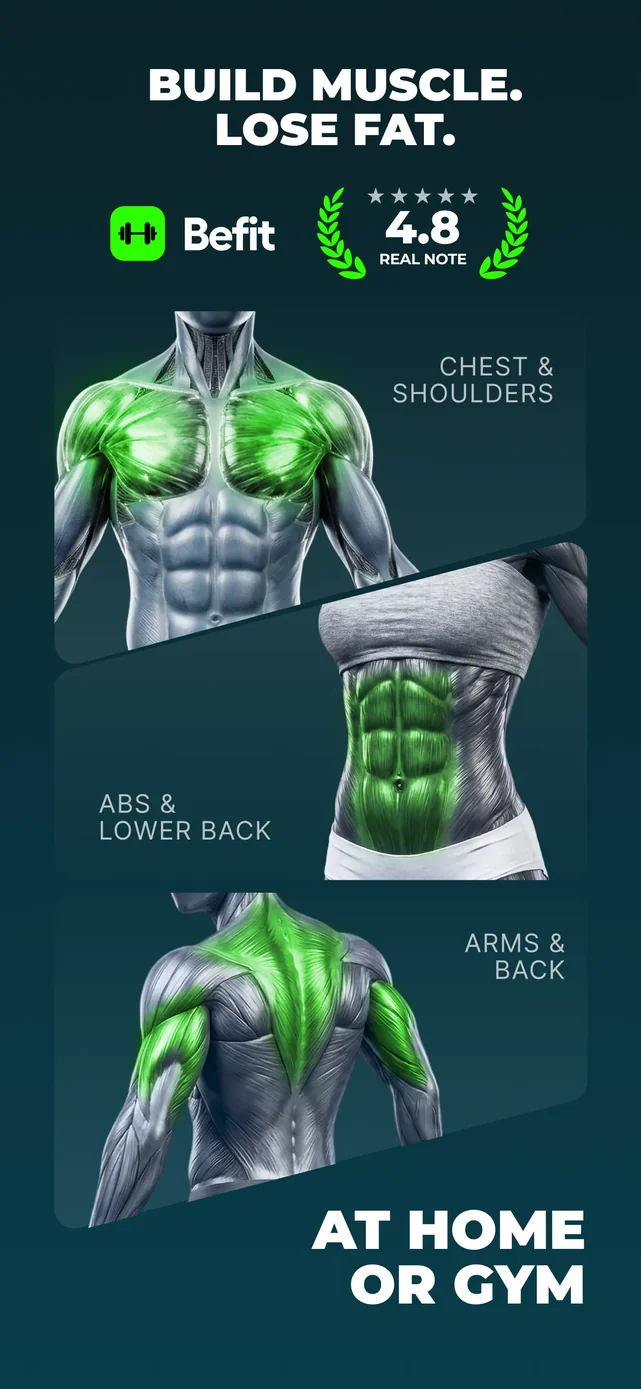 BUILD MUSCLE.
LOSE FAT.
Befit
4.8
REAL NOTE
CHEST &
SHOULDERS
ABS &
LOWER BACK
ARMS &
BACK
AT HOME
OR GYM